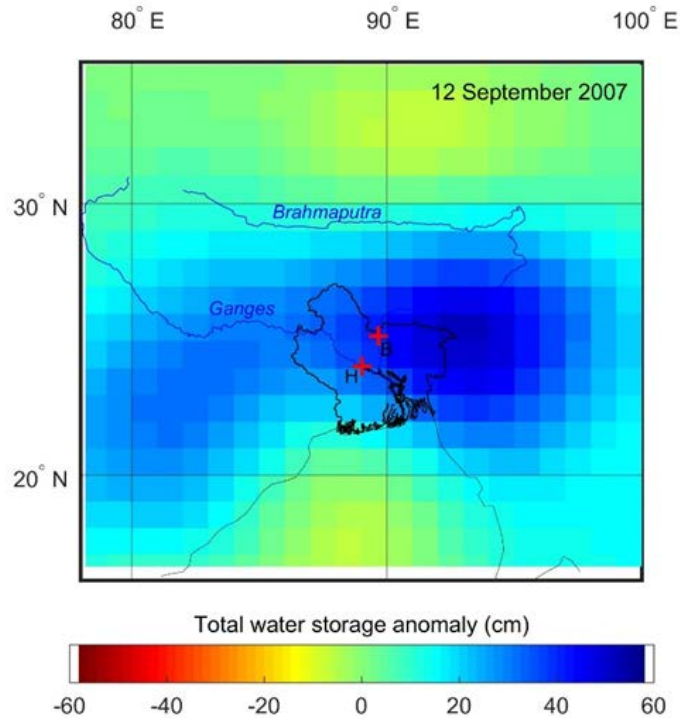 80° E 90° E 100° E
12 September 2007
30° N
Brahmaputra
Ganges
B
H
20° N
Total water storage anomaly (cm)
-60 -40 -20 0 20 40 60